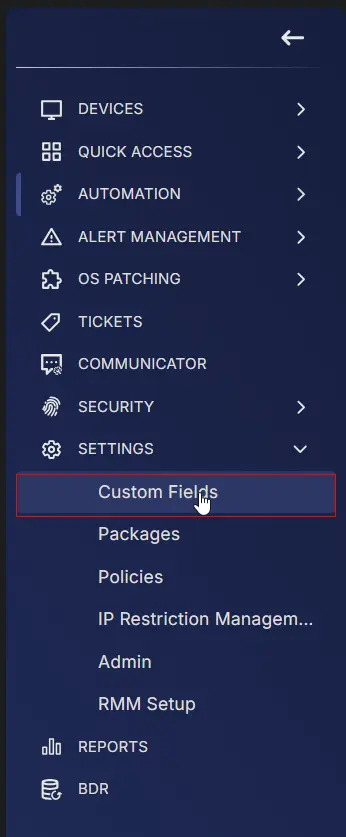 DEVICES
QUICK ACCESS
AUTOMATION
ALERT MANAGEMENT
OS PATCHING
TICKETS
COMMUNICATOR
SECURITY
SETTINGS
Custom Fields
Packages
Policies
IP Restriction Managem...
Admin
RMM Setup
REPORTS
BDR